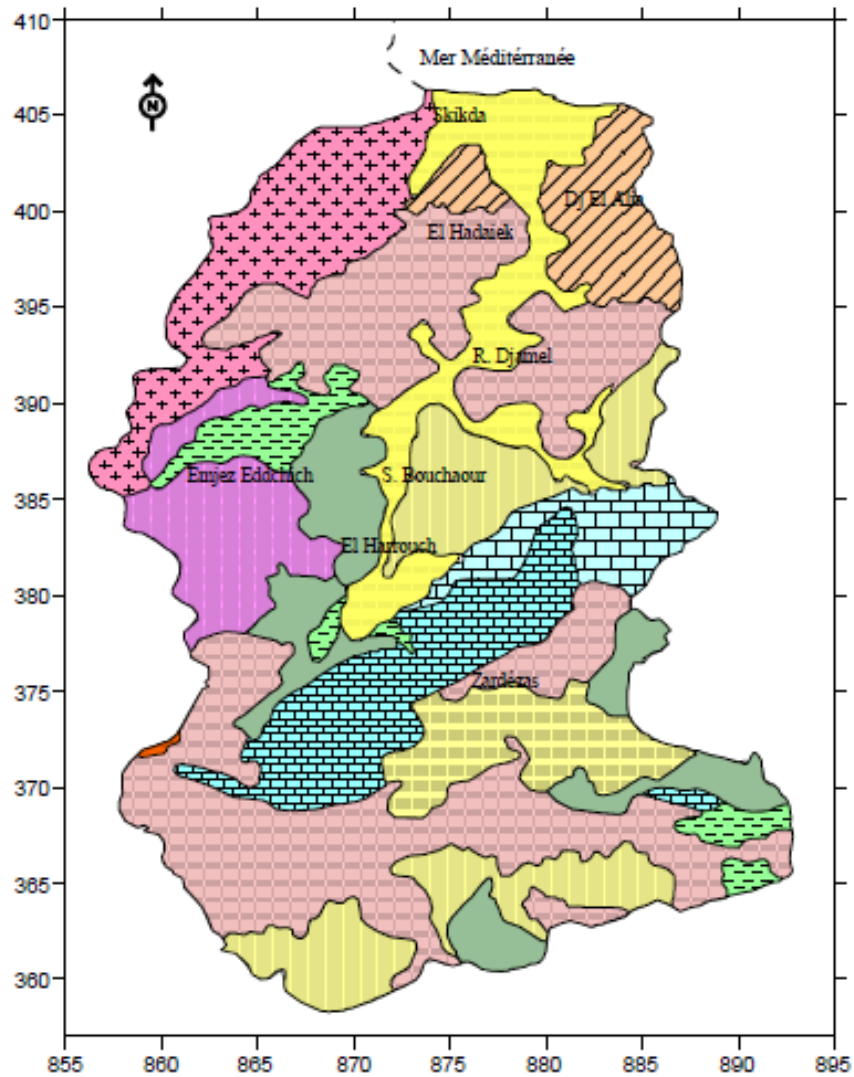 410
Mer Méditérranée
N
405
Skikda
400
Dj El Alia
El Hadaiek
395
R. Djamel
390
Emjez Eddchich
S. Bouchaour
385
El Harrouch
380
Zardézas
375
370
365
360
855 860 865 870 875 880 885 890 895